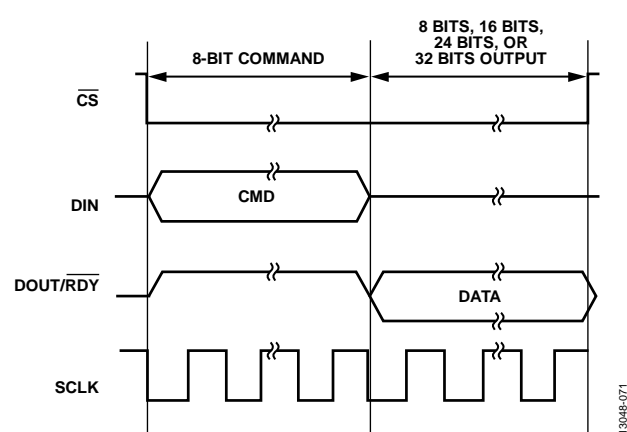 8 BITS, 16 BITS,
24 BITS, OR
32 BITS OUTPUT
8-BIT COMMAND
CS
DIN
CMD
DOUT/RDY
DATA
SCLK
13048-071